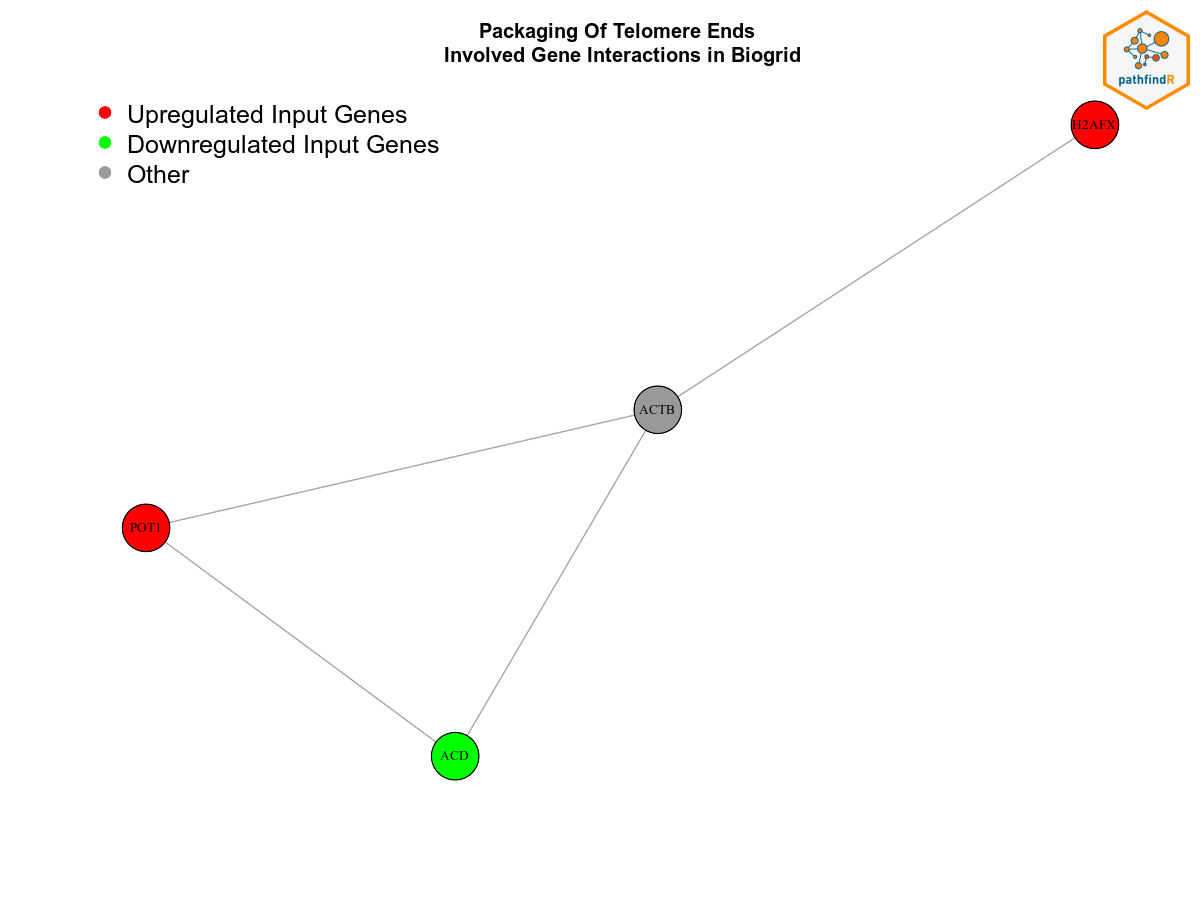 Packaging Of Telomere Ends
Involved Gene Interactions in Biogrid
pathfindR
Upregulated Input Genes
Downregulated Input Genes
Other
H2AFX
ACTB
POT1
ACD